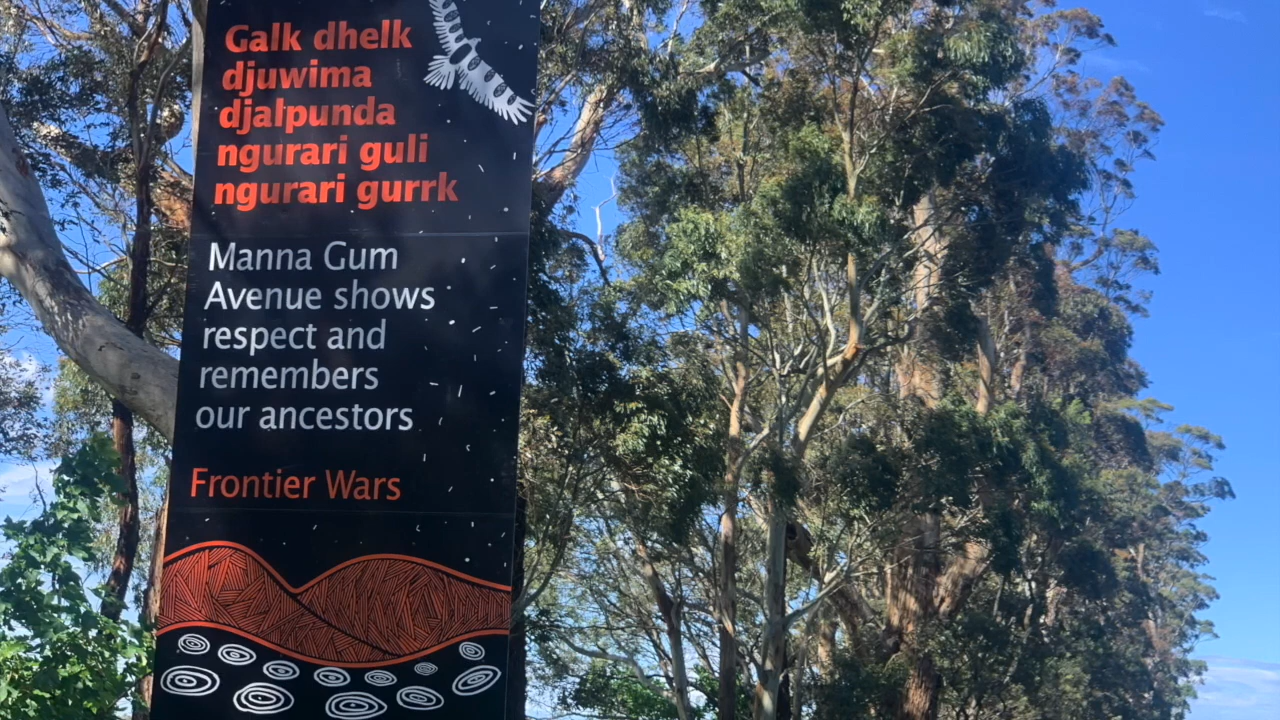 Galk dhelk
djuwima
djalpunda
ngurari guli
ngurari gurrk
Manna Gum
Avenue shows
respect and
remembers
our ancestors
Frontier Wars